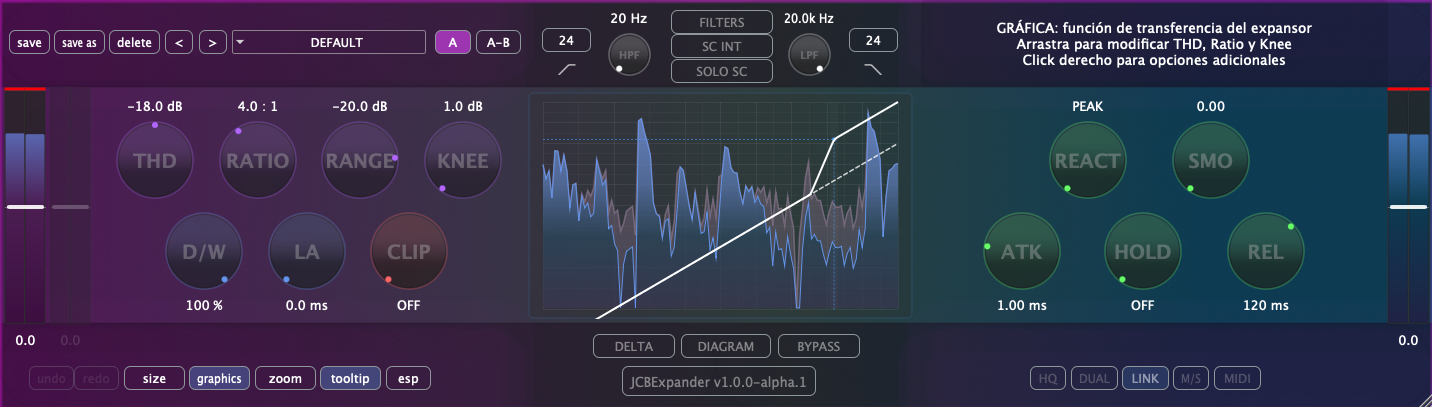 save save as delete < > DEFAULT A A-B
24 20 Hz HPF FILTERS 20.0k Hz LPF 24
SC INT
SOLO SC
GRÁFICA: función de transferencia del expansor
Arrastra para modificar THD, Ratio y Knee
Click derecho para opciones adicionales
-18.0 dB 4.0 : 1 -20.0 dB 1.0 dB
THD RATIO RANGE KNEE
D/W LA CLIP
100 % 0.0 ms OFF
PEAK 0.00
REACT SMO
ATK HOLD REL
1.00 ms OFF 120 ms
0.0 0.0 DELTA DIAGRAM BYPASS 0.0
undo redo size graphics zoom tooltip esp JCBExpander v1.0.0-alpha.1 HQ DUAL LINK M/S MIDI